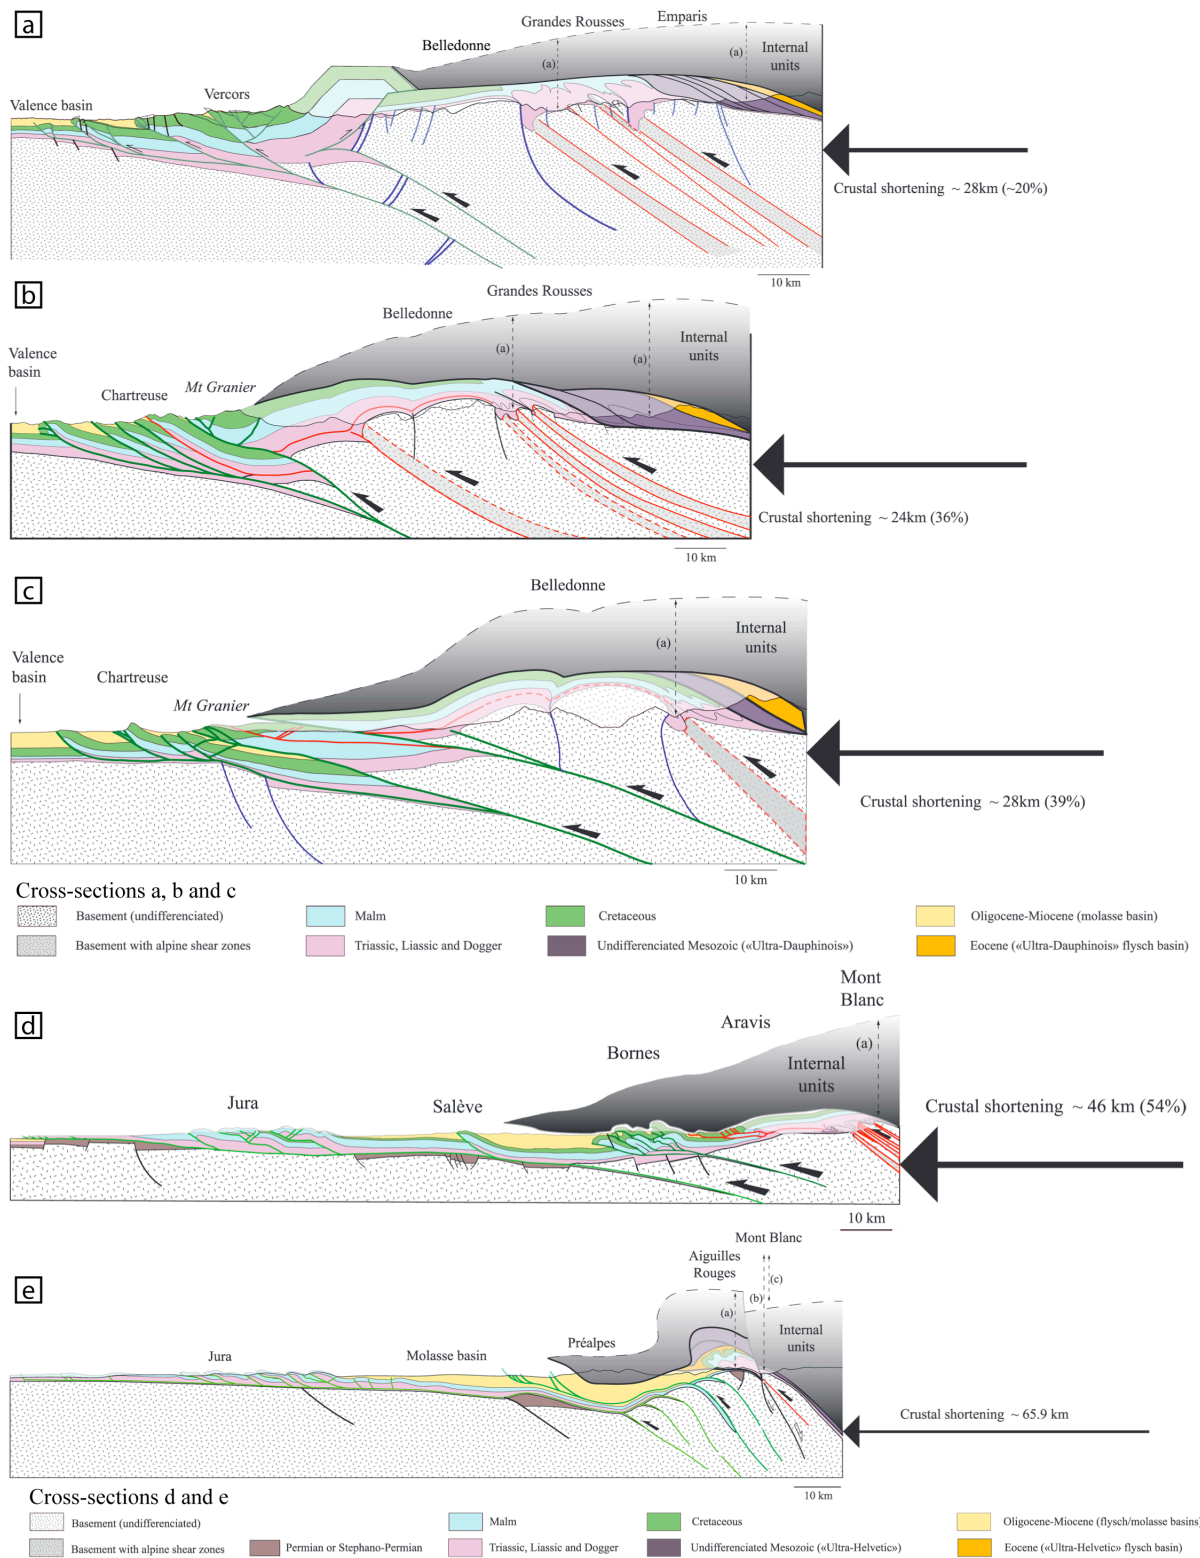 a
Grandes Rousses
Emparis
Belledonne
(a)
(a)
Internal
units
Vercors
Valence basin
Crustal shortening ~ 28km (~20%)
10 km
b
Grandes Rousses
Belledonne
(a)
(a)
Internal
units
Valence
basin
Chartreuse
Mt Granier
Crustal shortening ~ 24km (36%)
10 km
c
Belledonne
(a)
Internal
units
Valence
basin
Chartreuse
Mt Granier
Crustal shortening ~ 28km (39%)
10 km
Cross-sections a, b and c
Basement (undifferenciated)
Malm
Cretaceous
Oligocene-Miocene (molasse basin)
Basement with alpine shear zones
Triassic, Liassic and Dogger
Undifferenciated Mesozoic («Ultra-Dauphinois»)
Eocene («Ultra-Dauphinois» flysch basin)
d
Mont
Blanc
Aravis
(a)
Bornes
Internal
units
Jura
Salève
Crustal shortening ~ 46 km (54%)
10 km
e
Mont Blanc
Aiguilles
Rouges
(c)
(b)
(a)
Internal
units
Préalpes
Jura
Molasse basin
Crustal shortening ~ 65.9 km
10 km
Cross-sections d and e
Basement (undifferenciated)
Malm
Cretaceous
Oligocene-Miocene (flysch/molasse basins)
Basement with alpine shear zones
Permian or Stephano-Permian
Triassic, Liassic and Dogger
Undifferenciated Mesozoic («Ultra-Helvetic»)
Eocene («Ultra-Helvetic» flysch basin)